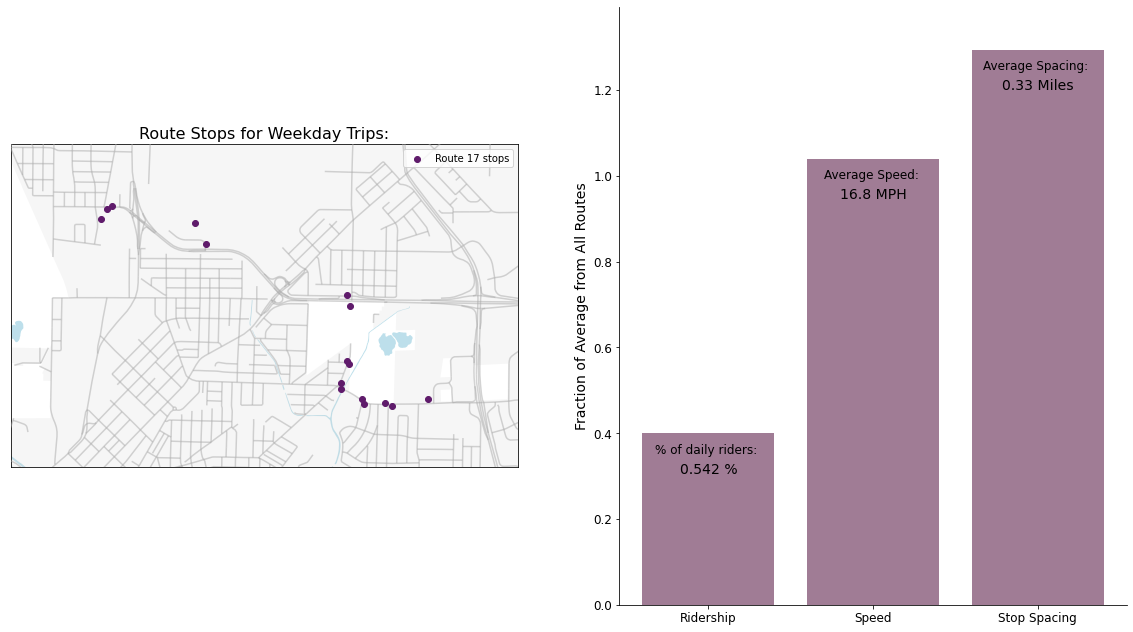 Route Stops for Weekday Trips:
Route 17 stops
Fraction of Average from All Routes
1.2
1.0
0.8
0.6
0.4
0.2
0.0
% of daily riders:
0.542 %
Average Speed:
16.8 MPH
Average Spacing:
0.33 Miles
Ridership
Speed
Stop Spacing